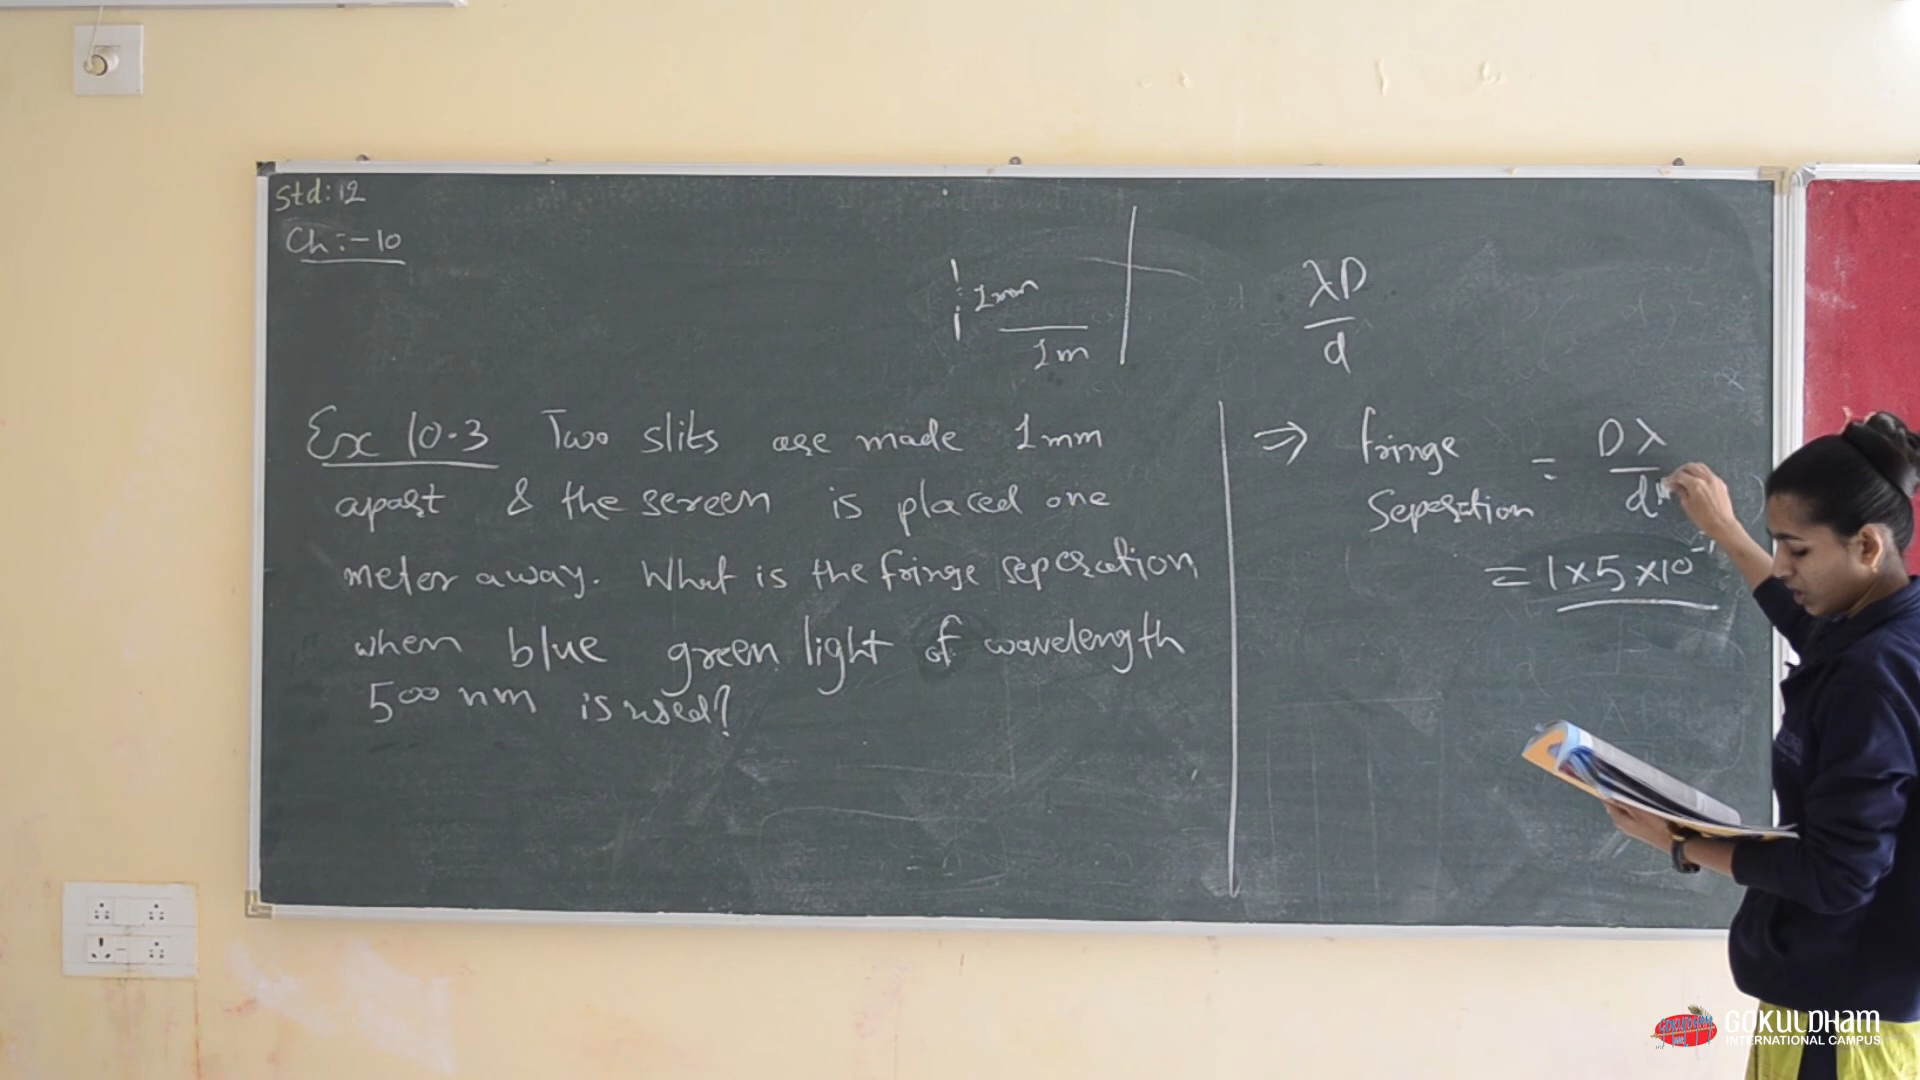 Std:12
Ch:-10
1mm
1m
λD
d
Ex 10.3 Two slits are made 1mm
apart & the screen is placed one
meter away. What is the fringe seperation
when blue green light of wavelength
500 nm is used?
⇒ fringe
Seperation = Dλ
d
= 1×5×10
GOKULDHAM
INTERNATIONAL CAMPUS